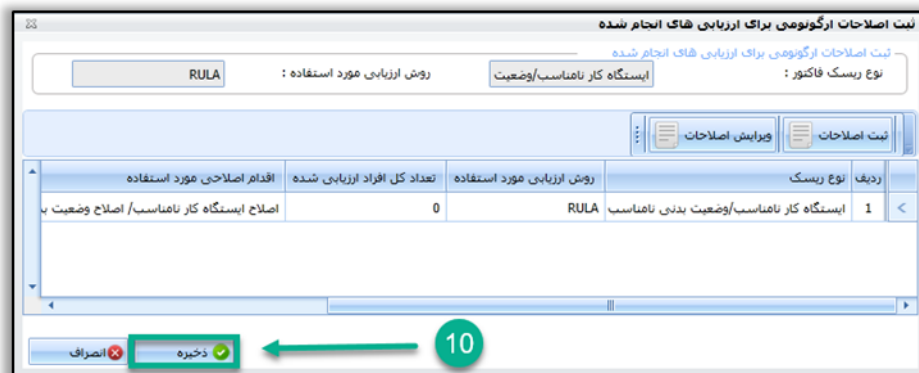 ثبت اصلاحات ارگونومی برای ارزیابی های انجام شده
ثبت اصلاحات ارگونومی برای ارزیابی های انجام شده
نوع ریسک فاکتور : ایستگاه کار نامناسب/وضعیت روش ارزیابی مورد استفاده : RULA
ثبت اصلاحات ویرایش اصلاحات
ردیف نوع ریسک روش ارزیابی مورد استفاده تعداد کل افراد ارزیابی شده اقدام اصلاحی مورد استفاده
1 ایستگاه کار نامناسب/وضعیت بدنی نامناسب RULA 0 اصلاح ایستگاه کار نامناسب/ اصلاح وضعیت
ذخیره انصراف
10